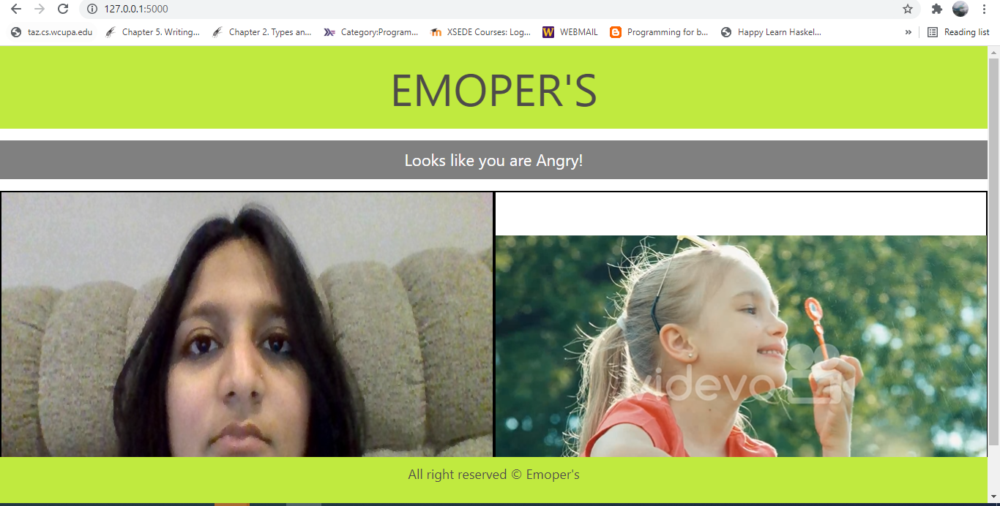 127.0.0.1:5000
taz.cs.wcupa.edu Chapter 5. Writing... Chapter 2. Types an... Category:Program... XSEDE Courses: Log... W WEBMAIL Programming for b... Happy Learn Haskel... » Reading list
EMOPER'S
Looks like you are Angry!
videvo
All right reserved © Emoper's